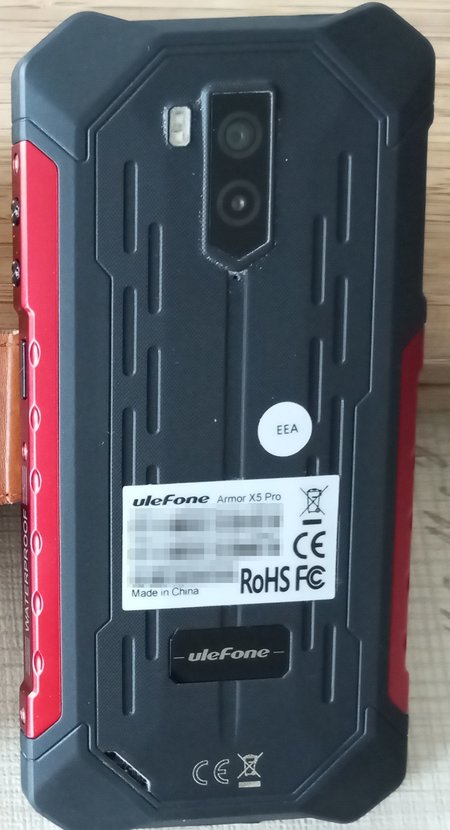 EEA
uleFone Armor X5 Pro
CE
RoHS FC
Made in China
WATERPROOF
uleFone
CE